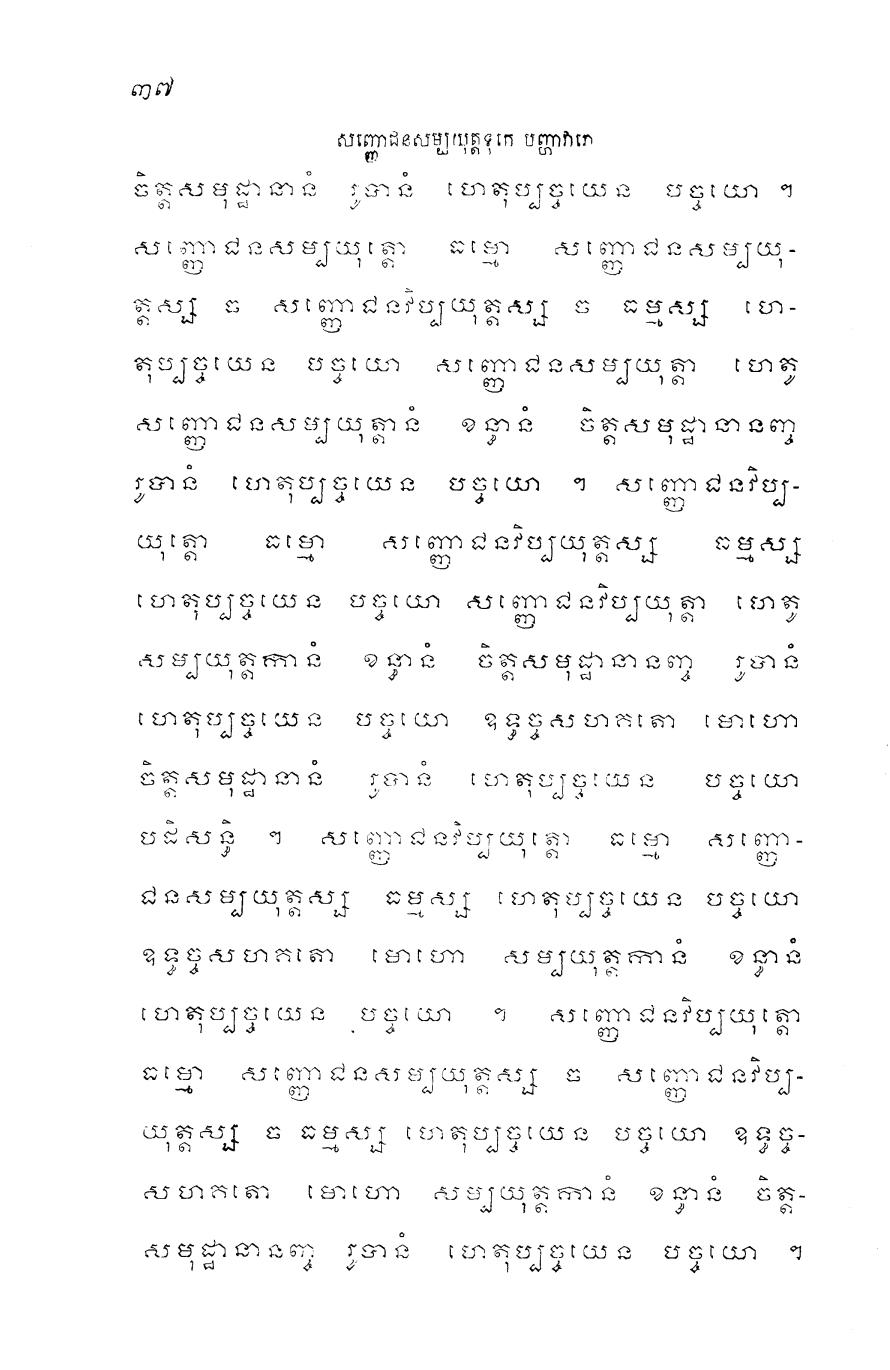 ៣៧
សញ្ញោជនសម្បយុត្តទុកេ បញ្ហាវារោ
ចិត្តសមុដ្ឋានានំ រូបានំ ហេតុប្បច្ចយេន បច្ចយោ ។
សញ្ញោជនសម្បយុត្តោ ធម្មោ សញ្ញោជនសម្បយុ-
ត្តស្ស ច សញ្ញោជនវិប្បយុត្តស្ស ច ធម្មស្ស ហេ-
តុប្បច្ចយេន បច្ចយោ សញ្ញោជនសម្បយុត្តា ហេតូ
សញ្ញោជនសម្បយុត្តានំ ខន្ធានំ ចិត្តសមុដ្ឋានានញ្ច
រូបានំ ហេតុប្បច្ចយេន បច្ចយោ ។ សញ្ញោជនវិប្ប-
យុត្តោ ធម្មោ សញ្ញោជនវិប្បយុត្តស្ស ធម្មស្ស
ហេតុប្បច្ចយេន បច្ចយោ សញ្ញោជនវិប្បយុត្តា ហេតូ
សម្បយុត្តកានំ ខន្ធានំ ចិត្តសមុដ្ឋានានញ្ច រូបានំ
ហេតុប្បច្ចយេន បច្ចយោ ឧទ្ធច្ចសហគតោ មោហោ
ចិត្តសមុដ្ឋានានំ រូបានំ ហេតុប្បច្ចយេន បច្ចយោ
បដិសន្ធិ ។ សញ្ញោជនវិប្បយុត្តោ ធម្មោ សញ្ញោ-
ជនសម្បយុត្តស្ស ធម្មស្ស ហេតុប្បច្ចយេន បច្ចយោ
ឧទ្ធច្ចសហគតោ មោហោ សម្បយុត្តកានំ ខន្ធានំ
ហេតុប្បច្ចយេន បច្ចយោ ។ សញ្ញោជនវិប្បយុត្តោ
ធម្មោ សញ្ញោជនសម្បយុត្តស្ស ច សញ្ញោជនវិប្ប-
យុត្តស្ស ច ធម្មស្ស ហេតុប្បច្ចយេន បច្ចយោ ឧទ្ធច្ច-
សហគតោ មោហោ សម្បយុត្តកានំ ខន្ធានំ ចិត្ត-
សមុដ្ឋានានញ្ច រូបានំ ហេតុប្បច្ចយេន បច្ចយោ ។